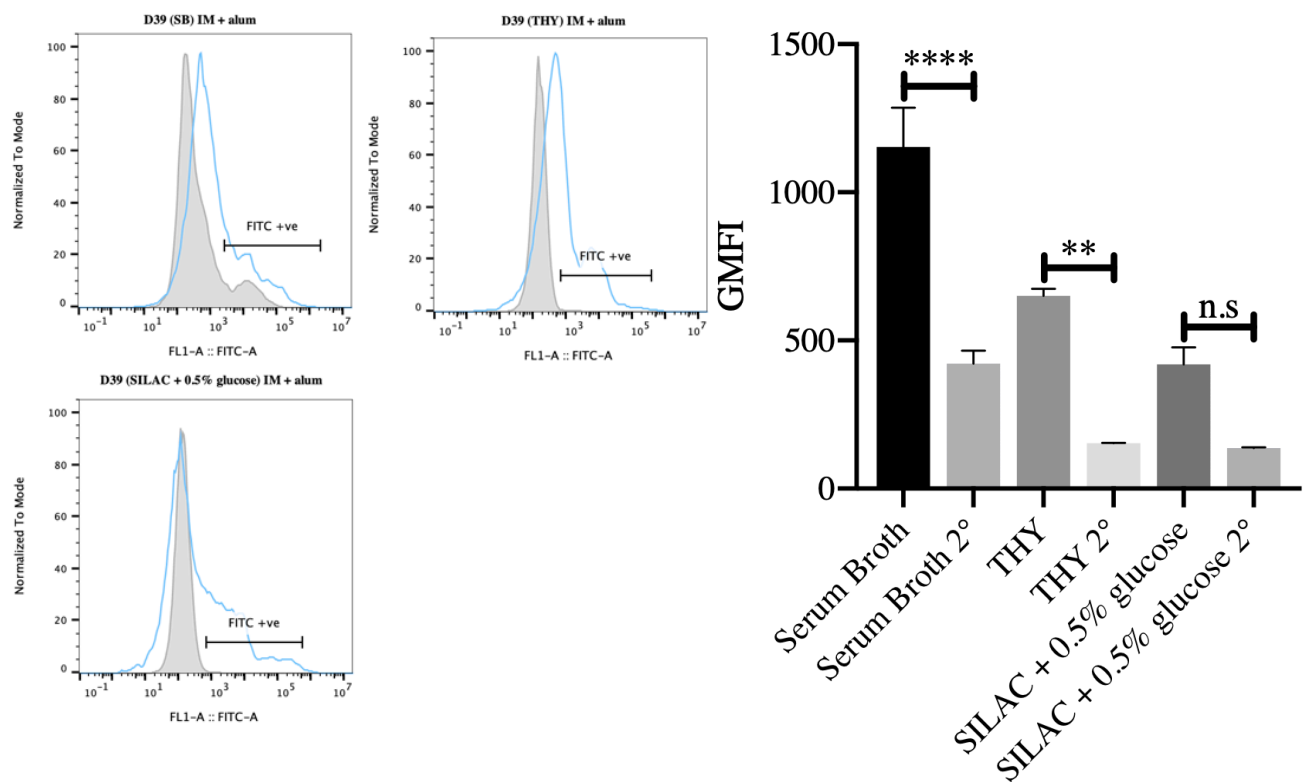 D39 (SB) IM + alum
Normalized To Mode
100
80
60
40
20
0
FITC +ve
10^-1 10^1 10^3 10^5 10^7
FL1-A :: FITC-A
D39 (THY) IM + alum
Normalized To Mode
100
80
60
40
20
0
FITC +ve
10^-1 10^1 10^3 10^5 10^7
FL1-A :: FITC-A
D39 (SILAC + 0.5% glucose) IM + alum
Normalized To Mode
100
80
60
40
20
0
FITC +ve
10^-1 10^1 10^3 10^5 10^7
FL1-A :: FITC-A
GMFI
1500
1000
500
0
****
**
n.s
Serum Broth
Serum Broth 2°
THY
THY 2°
SILAC + 0.5% glucose
SILAC + 0.5% glucose 2°